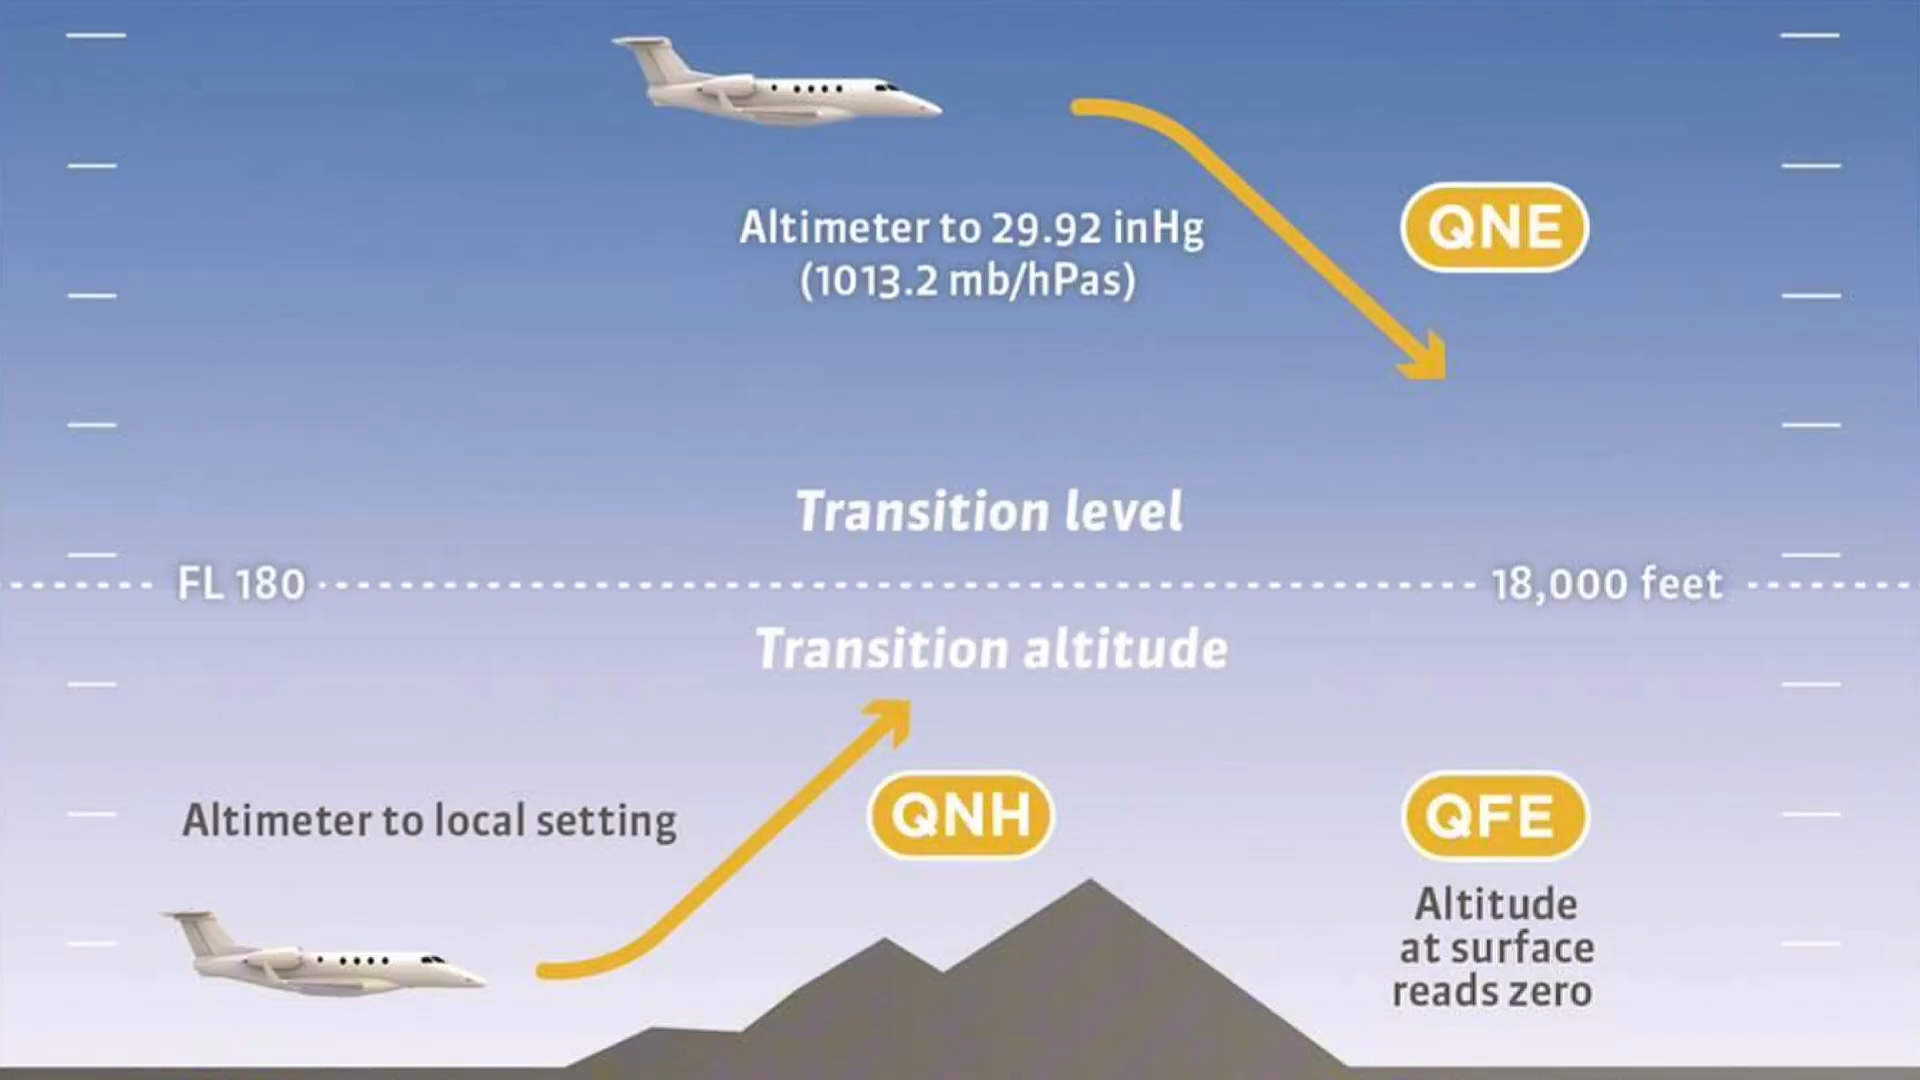 Altimeter to 29.92 inHg
(1013.2 mb/hPas)
QNE
Transition level
FL 180
18,000 feet
Transition altitude
Altimeter to local setting
QNH
QFE
Altitude
at surface
reads zero